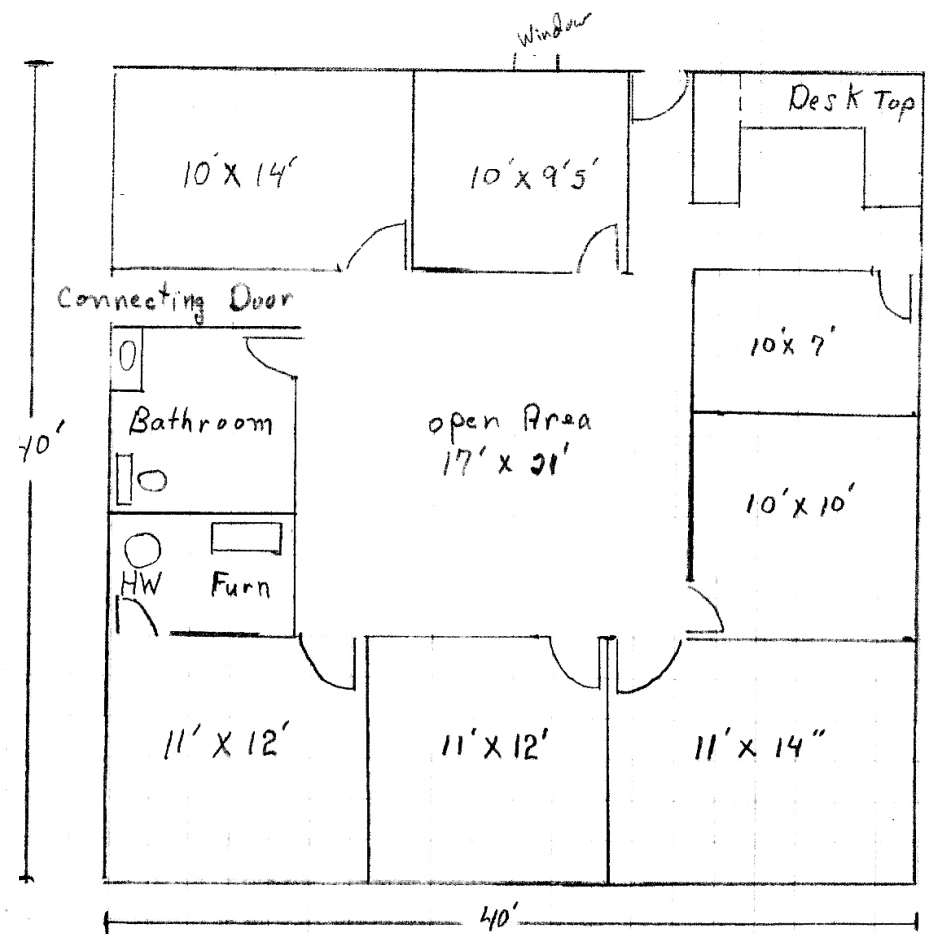 Window
Desk Top
10' X 14'
10' X 9'5'
Connecting Door
10' X 7'
Bathroom
open Area
17' X 21'
40'
10' X 10'
HW Furn
11' X 12'
11' X 12'
11' X 14"
40'